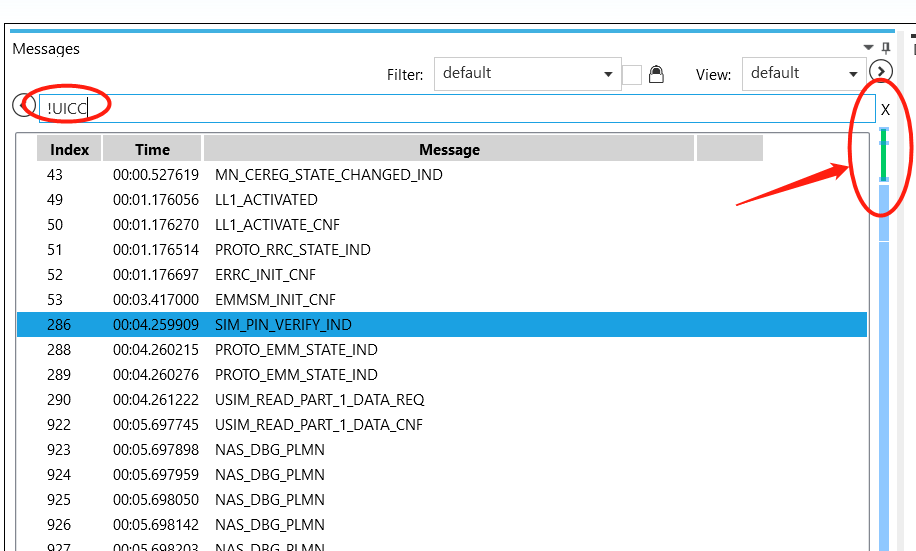 Messages
Filter: default View: default
!UICC X
Index Time Message
43 00:00.527619 MN_CEREG_STATE_CHANGED_IND
49 00:01.176056 LL1_ACTIVATED
50 00:01.176270 LL1_ACTIVATE_CNF
51 00:01.176514 PROTO_RRC_STATE_IND
52 00:01.176697 ERRC_INIT_CNF
53 00:03.417000 EMMSM_INIT_CNF
286 00:04.259909 SIM_PIN_VERIFY_IND
288 00:04.260215 PROTO_EMM_STATE_IND
289 00:04.260276 PROTO_EMM_STATE_IND
290 00:04.261222 USIM_READ_PART_1_DATA_REQ
922 00:05.697745 USIM_READ_PART_1_DATA_CNF
923 00:05.697898 NAS_DBG_PLMN
924 00:05.697959 NAS_DBG_PLMN
925 00:05.698050 NAS_DBG_PLMN
926 00:05.698142 NAS_DBG_PLMN
927 00:05.698203 NAS_DBG_PLMN